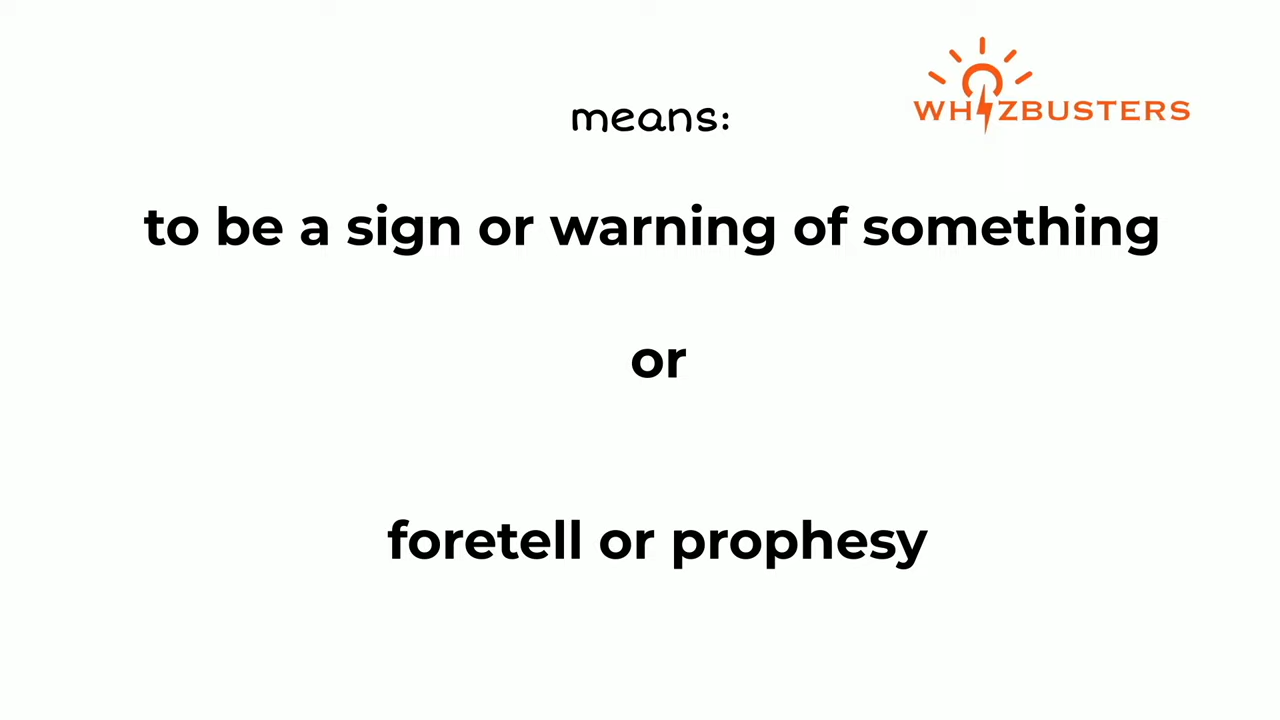 means:
WHIZBUSTERS
to be a sign or warning of something
or
foretell or prophesy